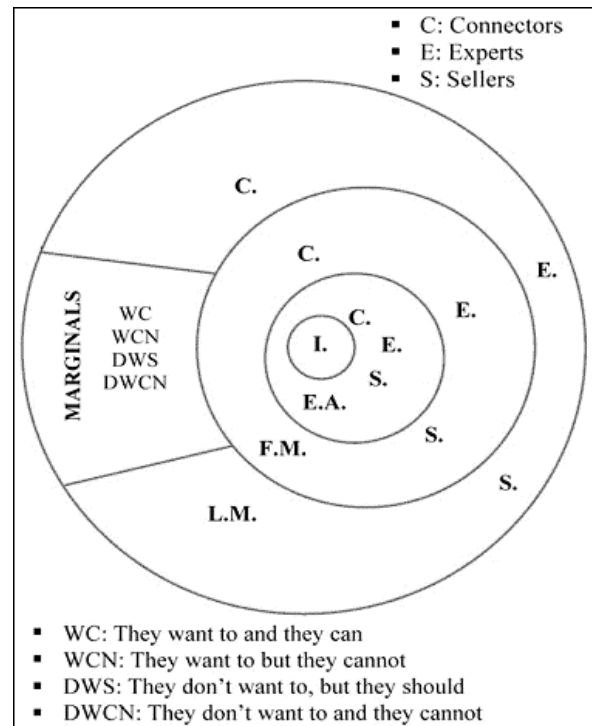 ▪ C: Connectors
▪ E: Experts
▪ S: Sellers
C.
C.
E.
MARGINALS
WC
WCN
DWS
DWCN
C.
E.
I.
E.
S.
E.A.
S.
F.M.
S.
L.M.
▪ WC: They want to and they can
▪ WCN: They want to but they cannot
▪ DWS: They don't want to, but they should
▪ DWCN: They don't want to and they cannot